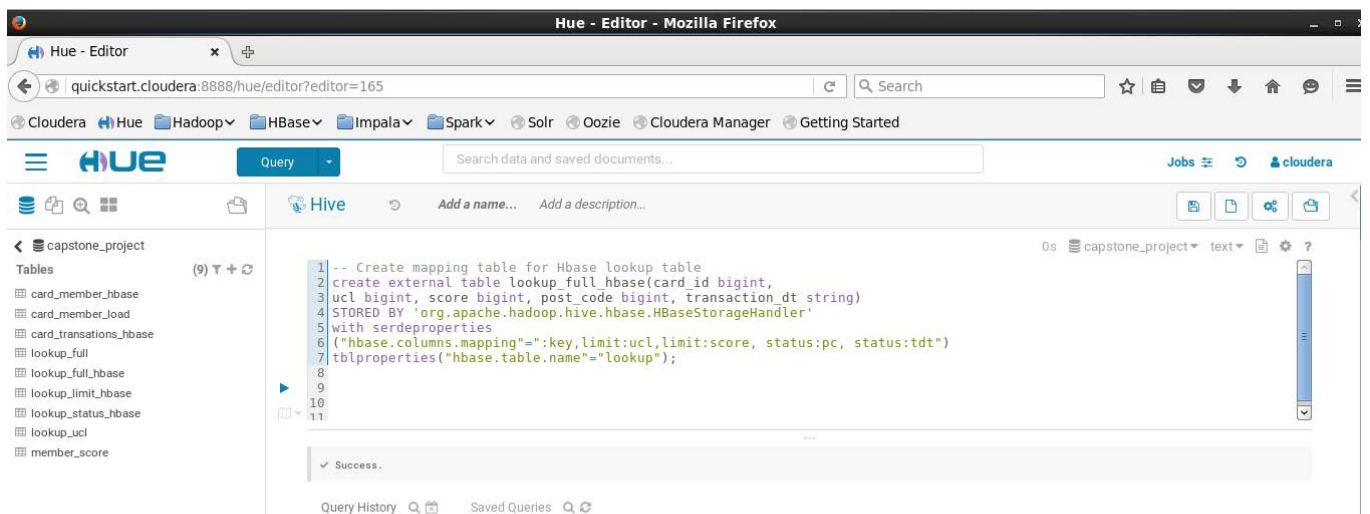 Hue - Editor - Mozilla Firefox
Hue - Editor
quickstart.cloudera:8888/hue/editor?editor=165
Search
Cloudera Hue Hadoop HBase Impala Spark Solr Oozie Cloudera Manager Getting Started
HUE Query Search data and saved documents... Jobs cloudera
Hive Add a name... Add a description...
capstone_project
0s capstone_project text ?
Tables (9)
card_member_hbase
card_member_load
card_transations_hbase
lookup_full
lookup_full_hbase
lookup_limit_hbase
lookup_status_hbase
lookup_ucl
member_score
1 -- Create mapping table for Hbase lookup table
2 create external table lookup_full_hbase(card_id bigint,
3 ucl bigint, score bigint, post_code bigint, transaction_dt string)
4 STORED BY 'org.apache.hadoop.hive.hbase.HBaseStorageHandler'
5 with serdeproperties
6 ("hbase.columns.mapping"=":key,limit:ucl,limit:score, status:pc, status:tdt")
7 tblproperties("hbase.table.name"="lookup");
8
9
10
11
Success.
Query History Saved Queries